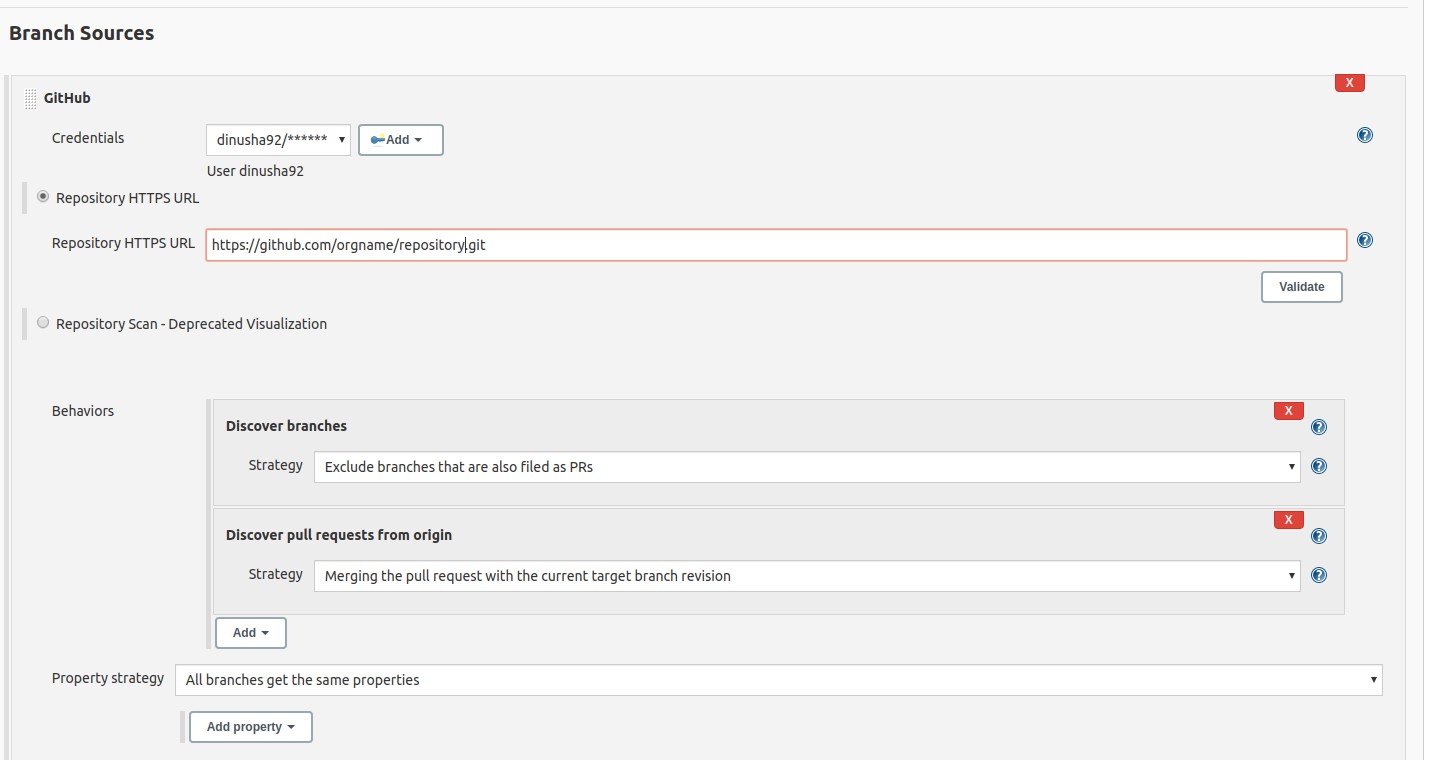 Branch Sources
X
GitHub
Credentials dinusha92/****** Add
User dinusha92
Repository HTTPS URL
Repository HTTPS URL https://github.com/orgname/repository.git
Validate
Repository Scan - Deprecated Visualization
Behaviors
X
Discover branches
Strategy Exclude branches that are also filed as PRs
X
Discover pull requests from origin
Strategy Merging the pull request with the current target branch revision
Add
Property strategy All branches get the same properties
Add property